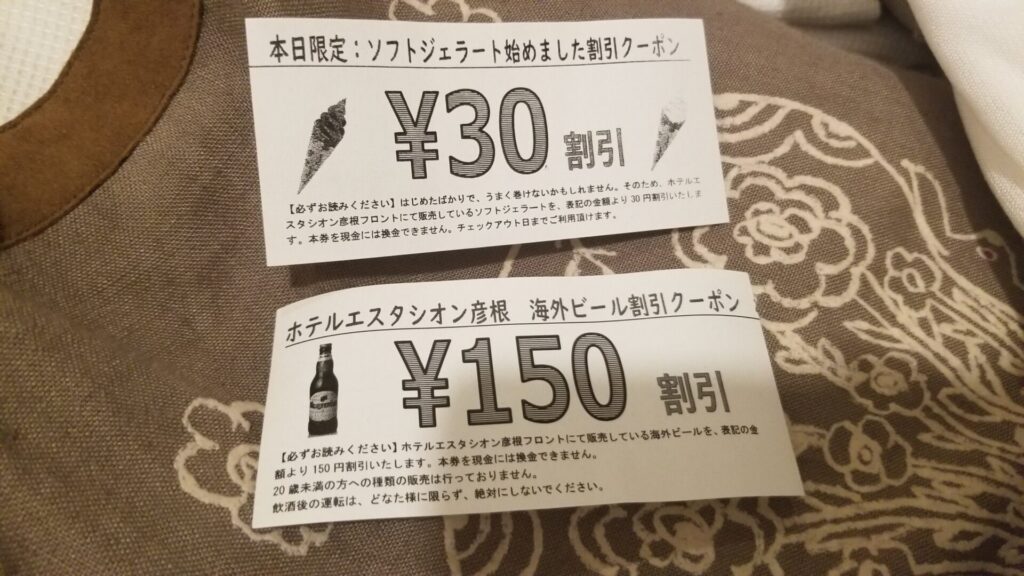 本日限定：ソフトジェラート始めました割引クーポン
¥30 割引
【必ずお読みください】はじめたばかりで、うまく巻けないかもしれません。そのため、ホテルエ
スタシオン彦根フロントにて販売しているソフトジェラートを、表記の金額より30円割引いたしま
す。本券を現金には換金できません。チェックアウト日までご利用頂けます。
ホテルエスタシオン彦根　海外ビール割引クーポン
¥150 割引
【必ずお読みください】ホテルエスタシオン彦根フロントにて販売している海外ビールを、表記の金
額より150円割引いたします。本券を現金には換金できません。
20歳未満の方への種類の販売は行っておりません。
飲酒後の運転は、どなた様に限らず、絶対にしないでください。